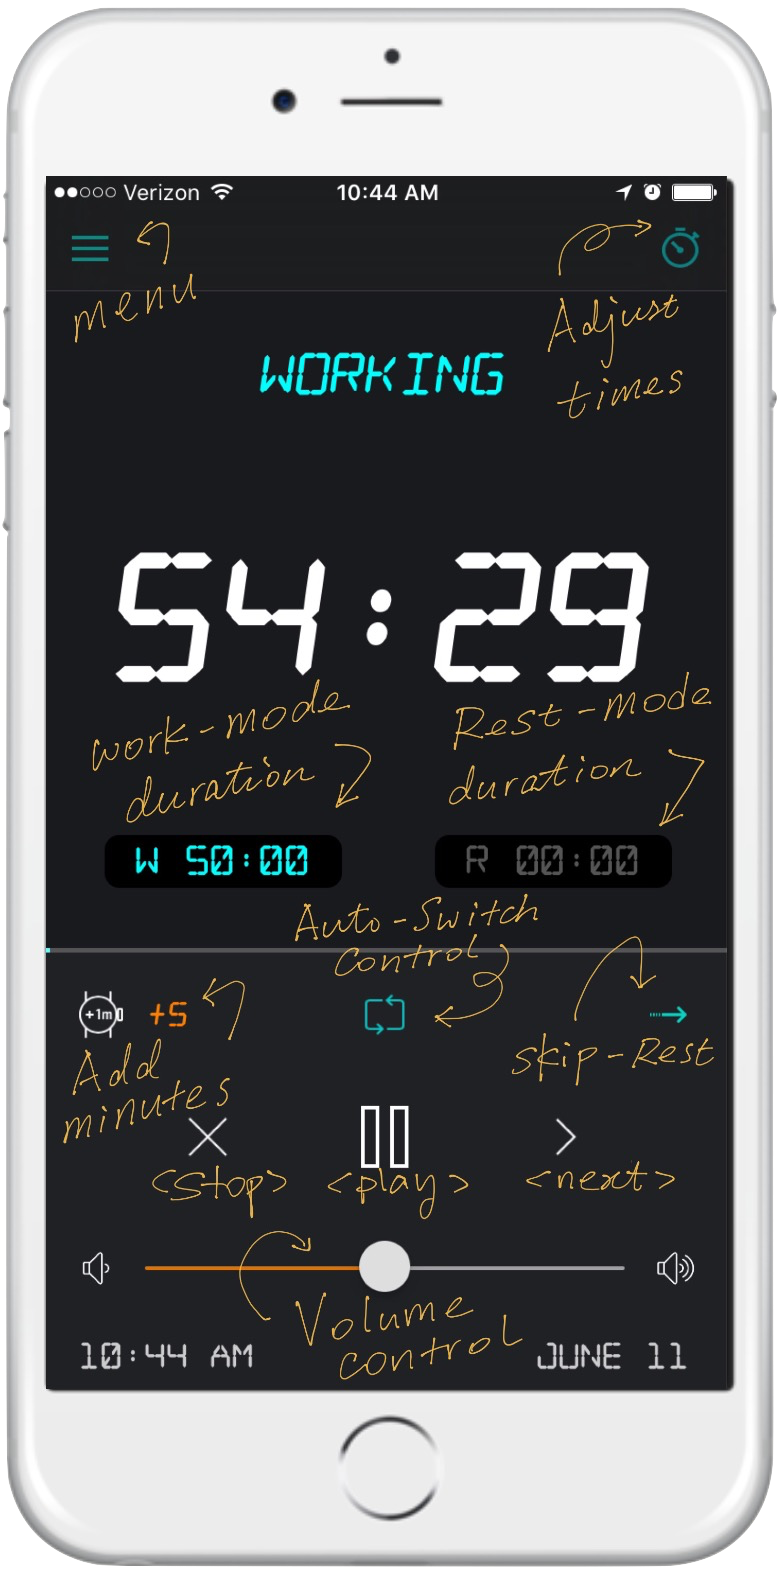 Verizon 10:44 AM
menu
Adjust
times
WORKING
54:29
work-mode
duration
Rest-mode
duration
W 50:00 R 00:00
Auto-Switch
control
+1m +5
skip-Rest
Add
minutes
<Stop> <play> <next>
Volume
control
10:44 AM JUNE 11